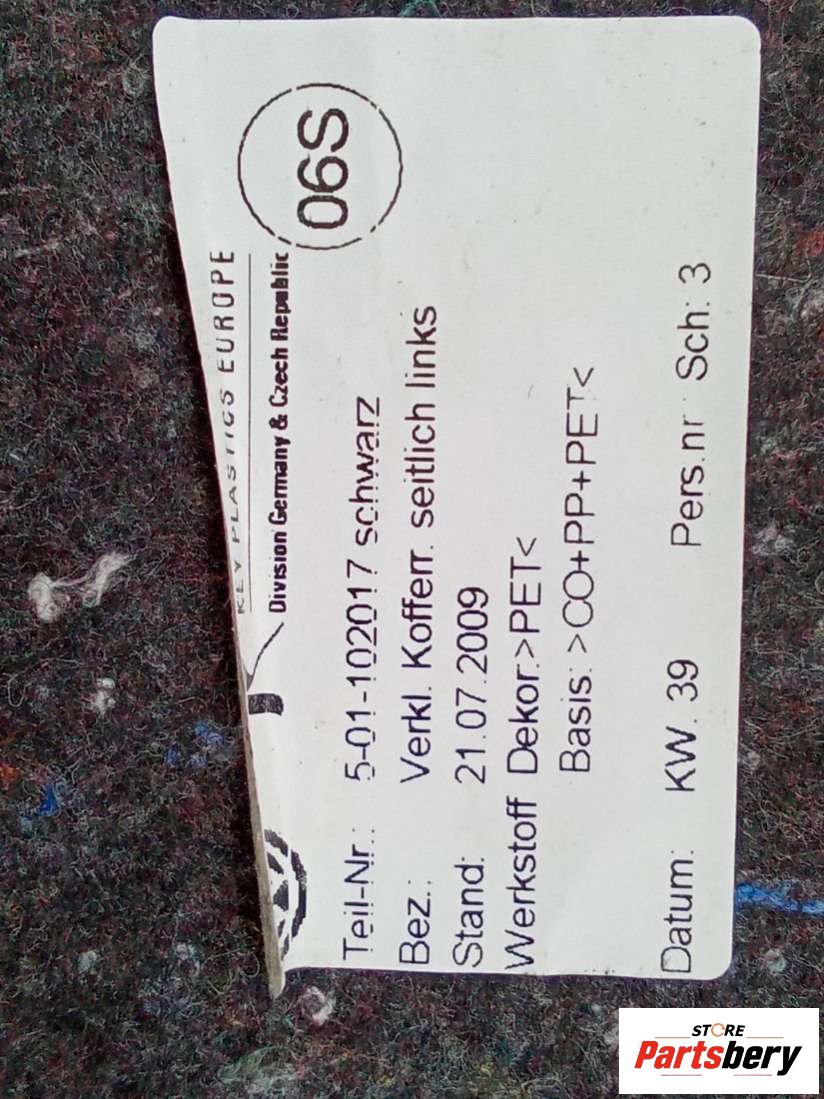 KEY PLASTICS EUROPE
Division Germany & Czech Republic
06S
Teil-Nr.: 5-01-102017 schwarz
Bez.: Verkl. Kofferr. seitlich links
Stand: 21.07.2009
Werkstoff Dekor:>PET<
Basis: >CO+PP+PET<
Datum: KW. 39 Pers.nr Sch: 3
STORE
Partsbery